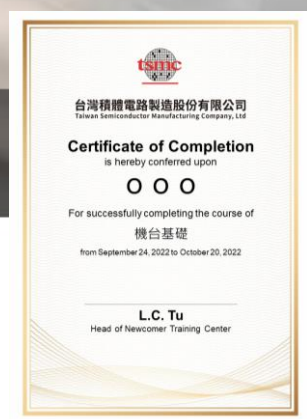 tsmc
台灣積體電路製造股份有限公司
Taiwan Semiconductor Manufacturing Company, Ltd
Certificate of Completion
is hereby conferred upon
O O O
For successfully completing the course of
機台基礎
from September 24, 2022 to October 20, 2022
L.C. Tu
Head of Newcomer Training Center